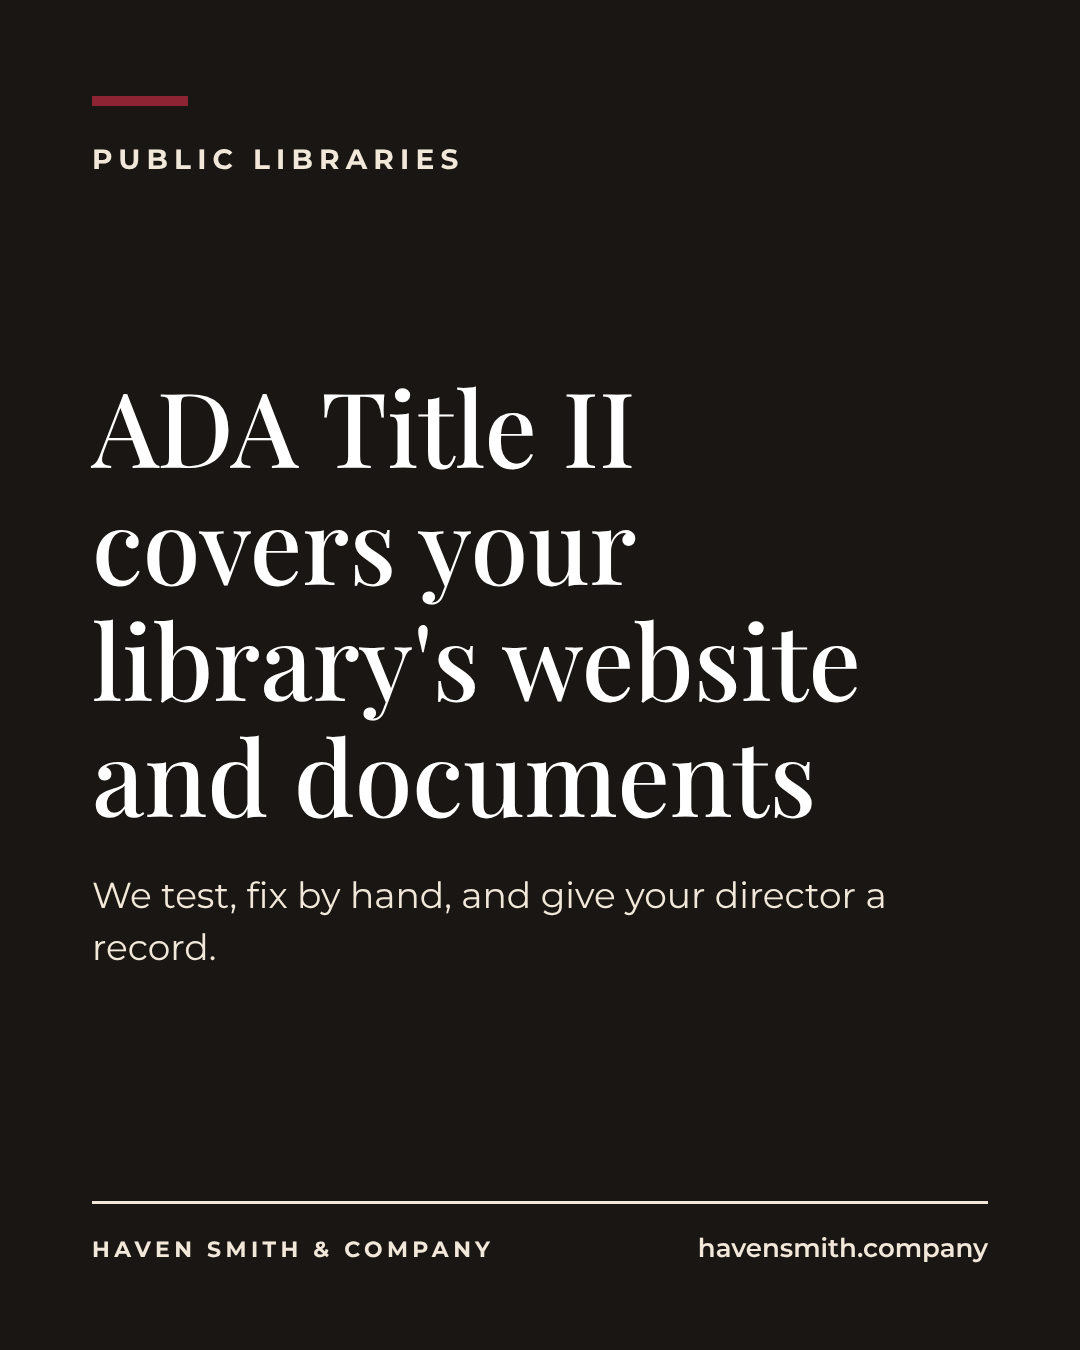 PUBLIC LIBRARIES
ADA Title II
covers your
library's website
and documents
We test, fix by hand, and give your director a
record.
HAVEN SMITH & COMPANY
havensmith.company